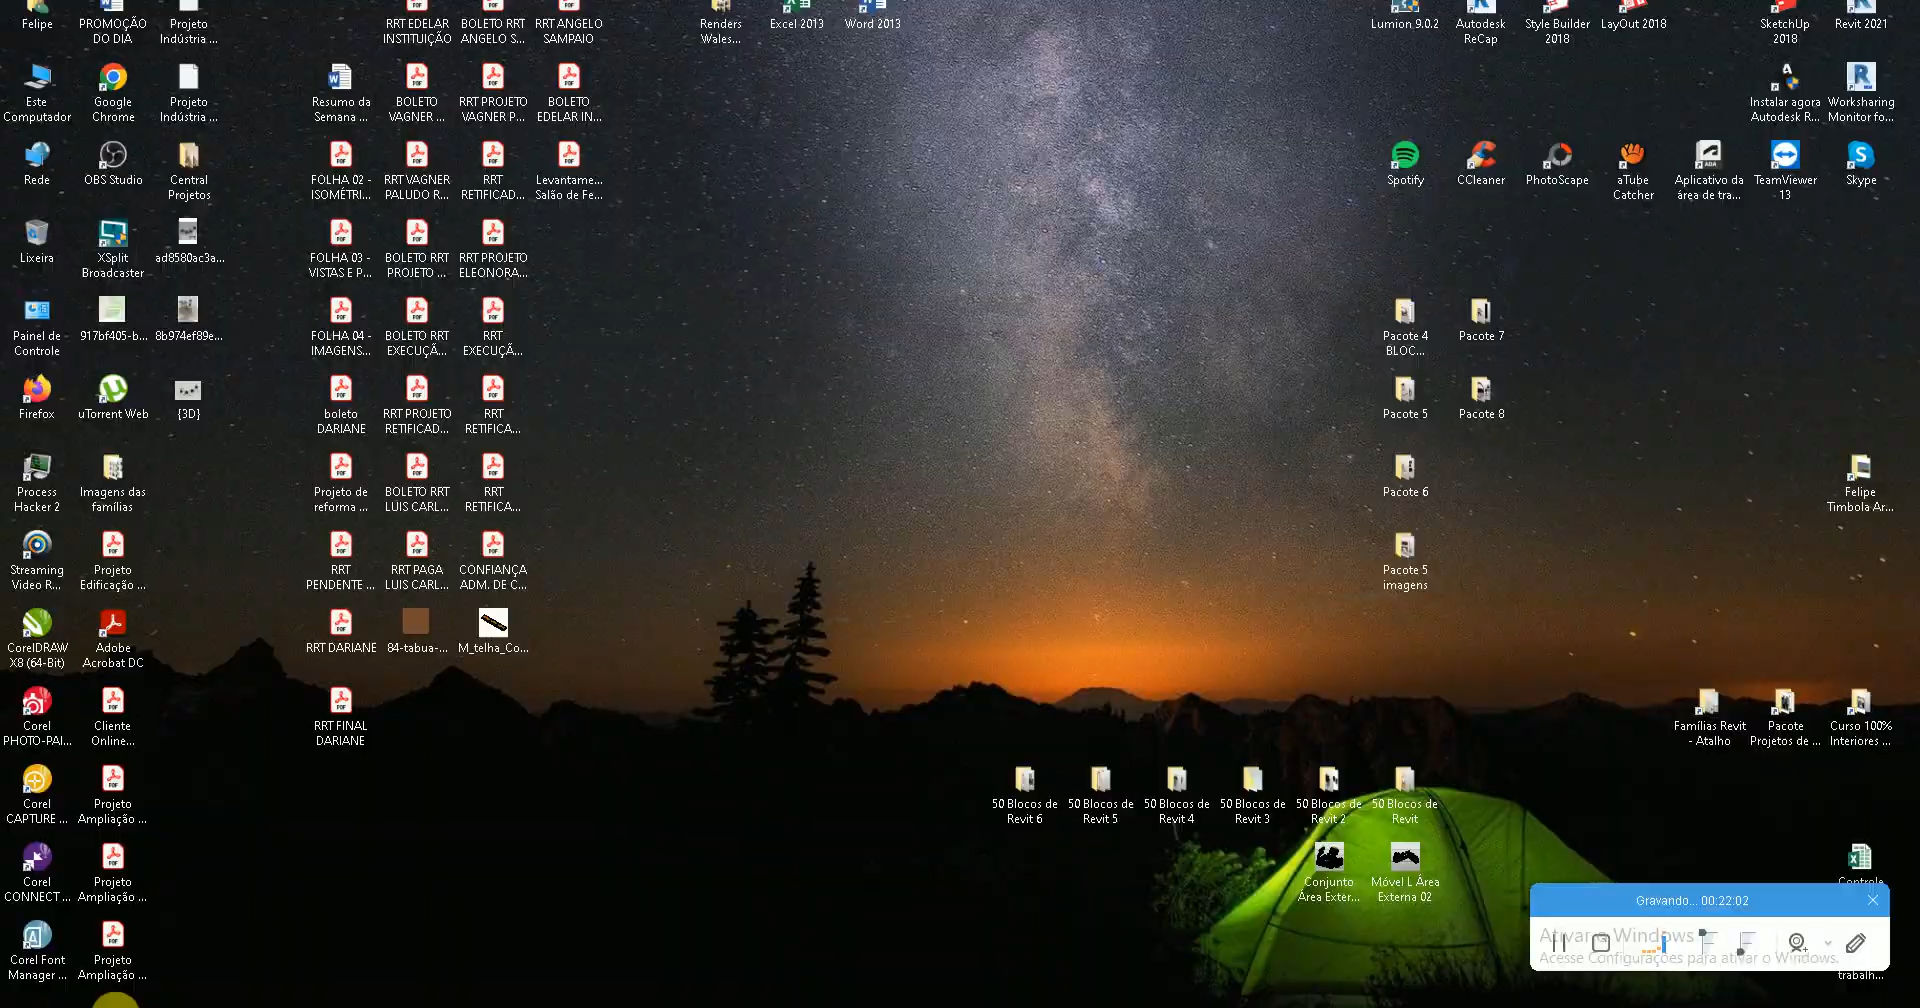 Felipe
PROMOÇÃO
DO DIA
Projeto
Indústria ...
RRT EDELAR
INSTITUIÇÃO
BOLETO RRT
ANGELO S...
RRT ANGELO
SAMPAIO
Renders
Wales...
Excel 2013
Word 2013
Lumion 9.0.2
Autodesk
ReCap
Style Builder
2018
LayOut 2018
SketchUp
2018
Revit 2021
Este
Computador
Google
Chrome
Projeto
Indústria ...
Resumo da
Semana ...
BOLETO
VAGNER ...
RRT PROJETO
VAGNER P...
BOLETO
EDELAR IN...
Instalar agora
Autodesk R...
Worksharing
Monitor fo...
Rede
OBS Studio
Central
Projetos
FOLHA 02 -
ISOMÉTRI...
RRT VAGNER
PALUDO R...
RRT
RETIFICAD...
Levantame...
Salão de Fe...
Spotify
CCleaner
PhotoScape
aTube
Catcher
Aplicativo da
área de tra...
TeamViewer
13
Skype
Lixeira
XSplit
Broadcaster
ad8580ac3a...
FOLHA 03 -
VISTAS E P...
BOLETO RRT
PROJETO ...
RRT PROJETO
ELEONORA...
Painel de
Controle
917bf405-b...
8b974ef89e...
FOLHA 04 -
IMAGENS...
BOLETO RRT
EXECUÇÃ...
RRT
EXECUÇÃ...
Pacote 4
BLOC...
Pacote 7
Firefox
uTorrent Web
{3D}
boleto
DARIANE
RRT PROJETO
RETIFICAD...
RRT
RETIFICA...
Pacote 5
Pacote 8
Process
Hacker 2
Imagens das
famílias
Projeto de
reforma ...
BOLETO RRT
LUIS CARL...
RRT
RETIFICA...
Pacote 6
Felipe
Timbola Ar...
Streaming
Video R...
Projeto
Edificação ...
RRT
PENDENTE ...
RRT PAGA
LUIS CARL...
CONFIANÇA
ADM. DE C...
Pacote 5
imagens
CorelDRAW
X8 (64-Bit)
Adobe
Acrobat DC
RRT DARIANE
84-tabua-...
M_telha_Co...
Corel
PHOTO-PAI...
Cliente
Online...
RRT FINAL
DARIANE
Famílias Revit
- Atalho
Pacote
Projetos de ...
Curso 100%
Interiores ...
Corel
CAPTURE ...
Projeto
Ampliação ...
50 Blocos de
Revit 6
50 Blocos de
Revit 5
50 Blocos de
Revit 4
50 Blocos de
Revit 3
50 Blocos de
Revit 2
50 Blocos de
Revit
Corel
CONNECT ...
Projeto
Ampliação ...
Conjunto
Área Exter...
Móvel L Área
Externa 02
Controle
Gravando... 00:22:02
Ativar o Windows
Acesse Configurações para ativar o Windows.
Corel Font
Manager ...
Projeto
Ampliação ...
trabalh...